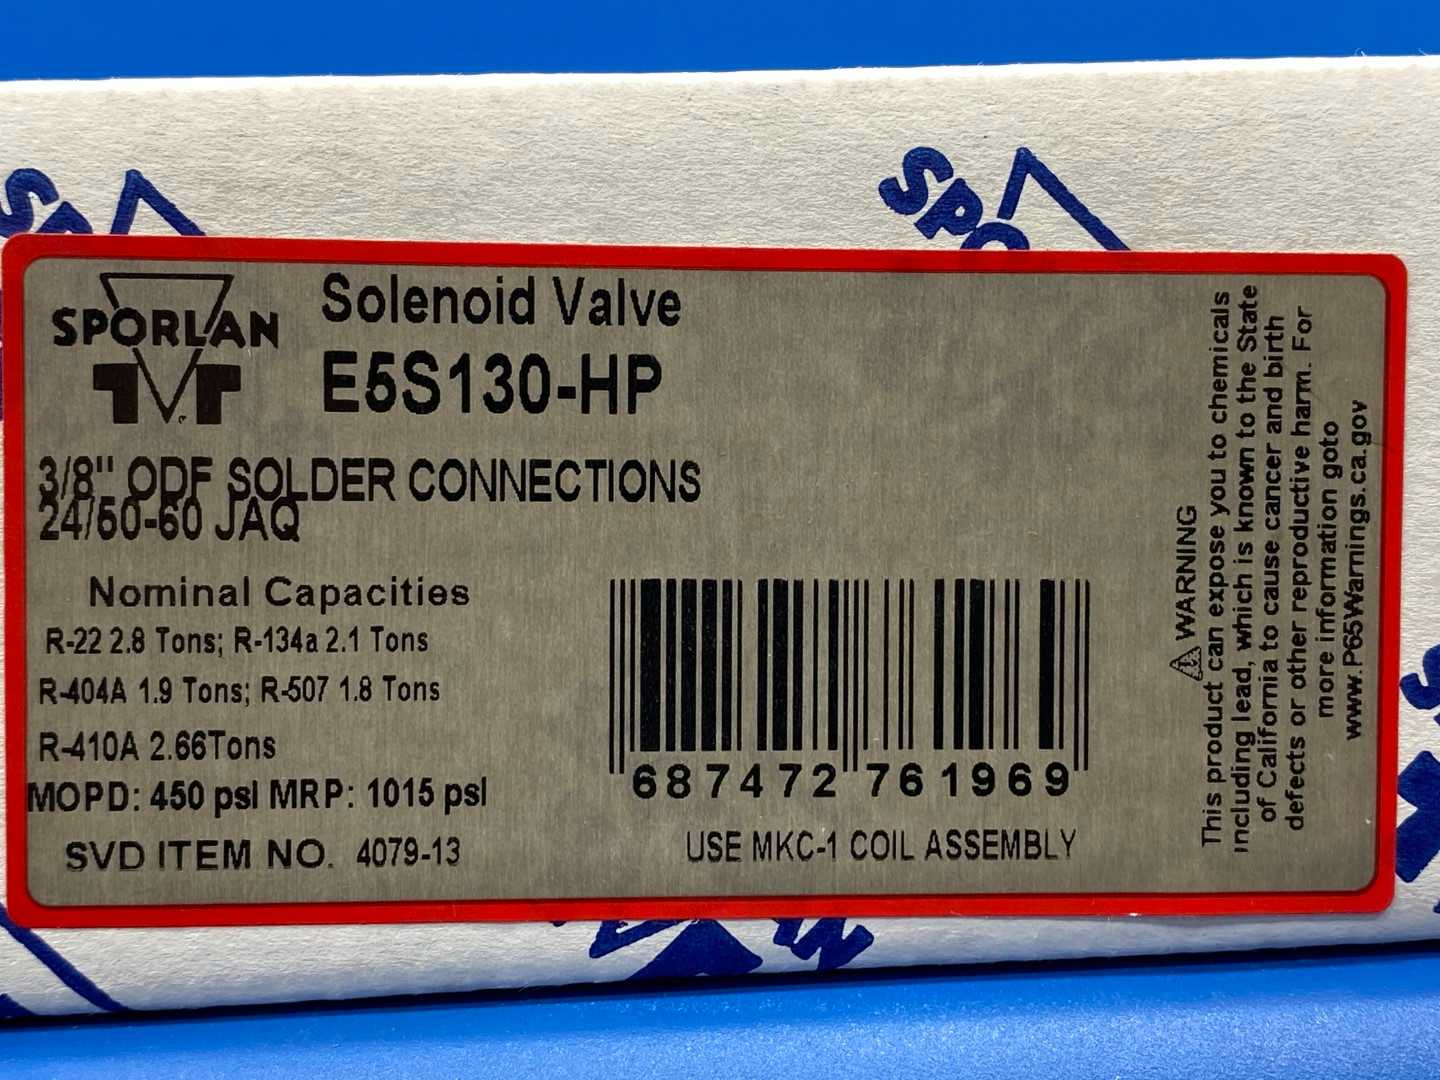 SPO
SPO
SPORLAN
Solenoid Valve
E5S130-HP
3/8" ODF SOLDER CONNECTIONS
24/50-60 JAQ
Nominal Capacities
R-22 2.8 Tons; R-134a 2.1 Tons
R-404A 1.9 Tons; R-507 1.8 Tons
R-410A 2.66Tons
MOPD: 450 psi MRP: 1015 psi
SVD ITEM NO. 4079-13
687472 761969
USE MKC-1 COIL ASSEMBLY
⚠ WARNING
This product can expose you to chemicals
including lead, which is known to the State
of California to cause cancer and birth
defects or other reproductive harm. For
more information goto
www.P65Warnings.ca.gov